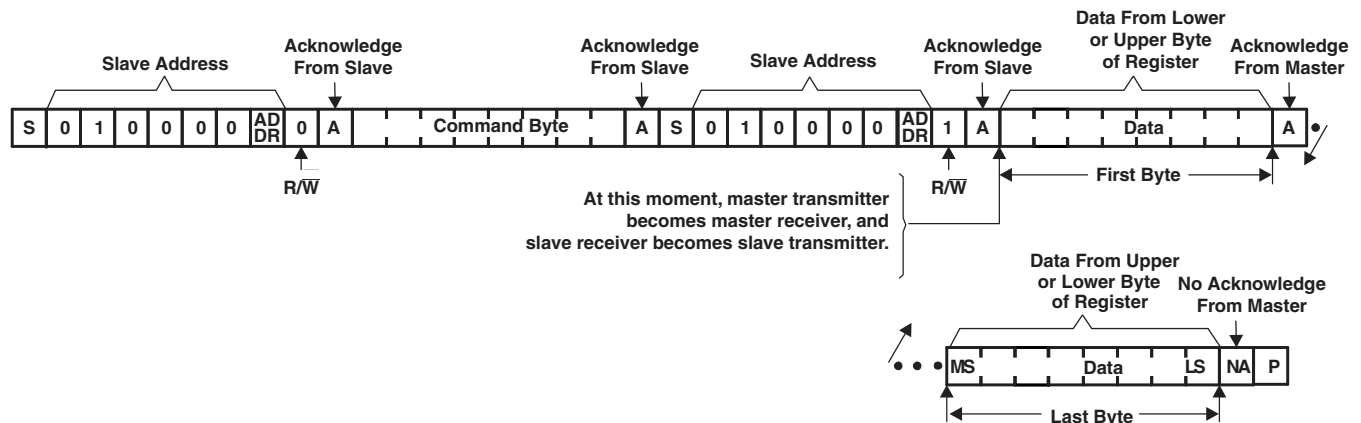 Slave Address
Acknowledge
From Slave
Acknowledge
From Slave
Slave Address
Acknowledge
From Slave
Data From Lower
or Upper Byte
of Register
Acknowledge
From Master
S 0 1 0 0 0 0 AD DR 0 A Command Byte A S 0 1 0 0 0 0 AD DR 1 A Data A
R/W̅
R/W̅
First Byte
At this moment, master transmitter
becomes master receiver, and
slave receiver becomes slave transmitter.
Data From Upper
or Lower Byte
of Register
No Acknowledge
From Master
MS Data LS NA P
Last Byte